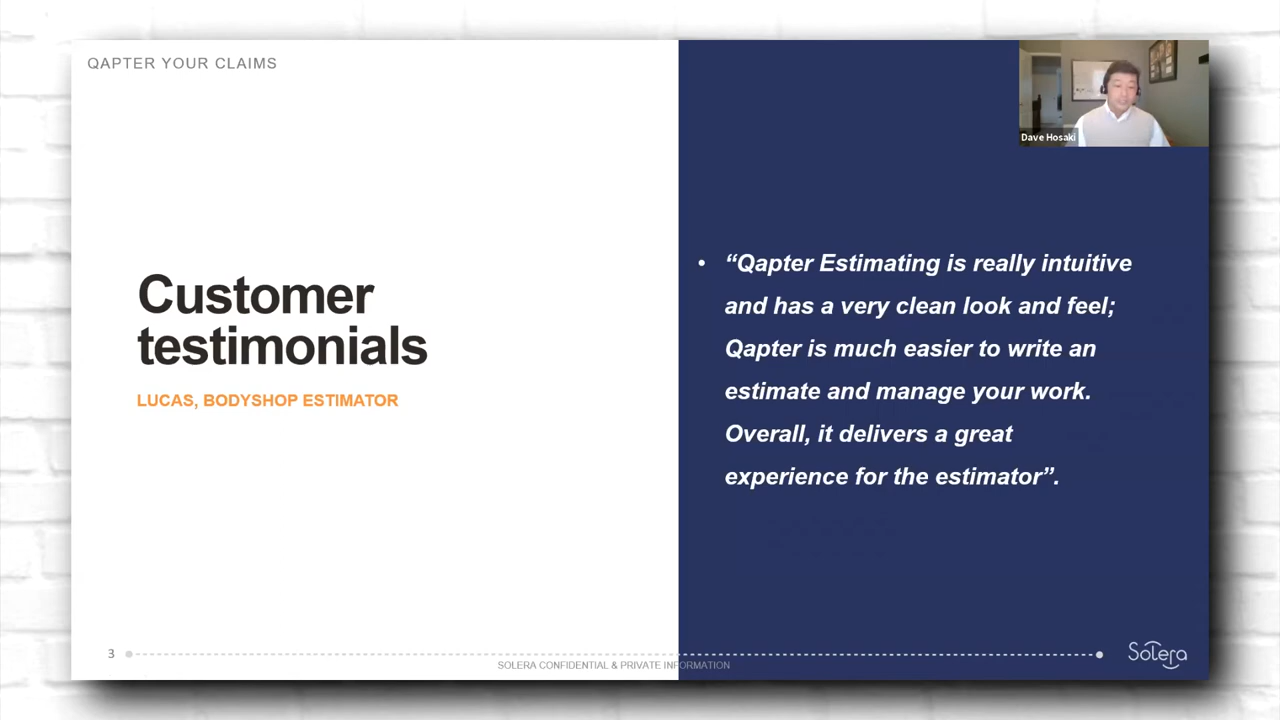 QAPTER YOUR CLAIMS
Dave Hosaki
Customer
testimonials
LUCAS, BODYSHOP ESTIMATOR
• “Qapter Estimating is really intuitive
and has a very clean look and feel;
Qapter is much easier to write an
estimate and manage your work.
Overall, it delivers a great
experience for the estimator”.
3
SOLERA CONFIDENTIAL & PRIVATE INFORMATION
Solera